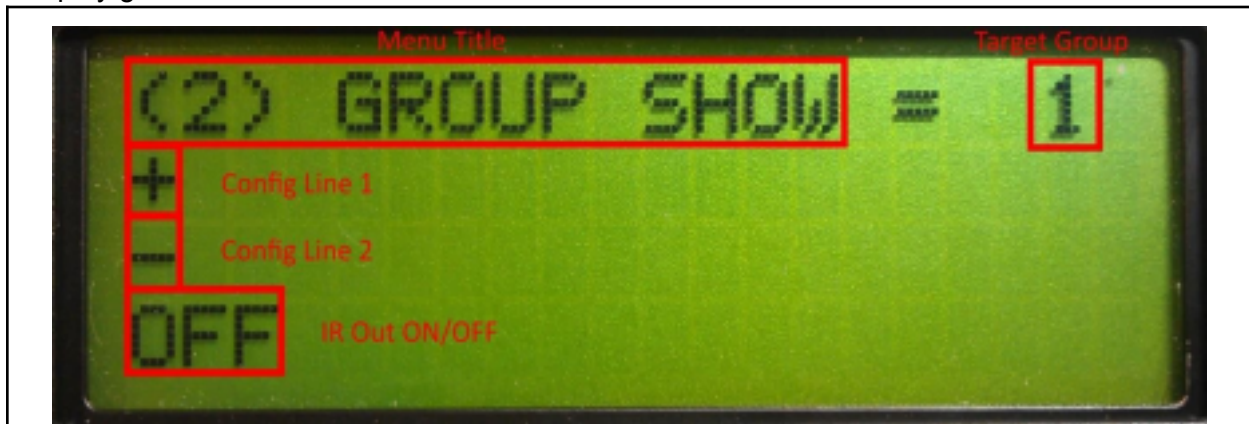 Menu Title Target Group
(2) GROUP SHOW = 1
+ Config Line 1
- Config Line 2
OFF IR Out ON/OFF